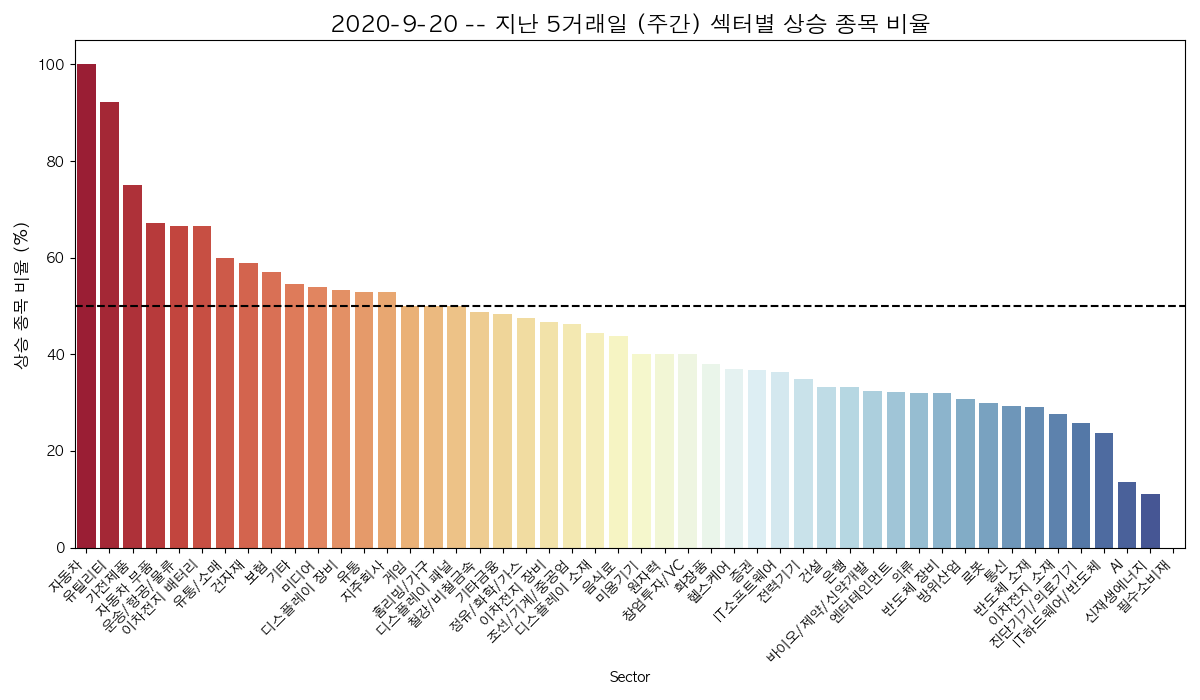 2020-9-20 -- 지난 5거래일 (주간) 섹터별 상승 종목 비율
상승 종목 비율 (%)
100
80
60
40
20
0
자동차
유틸리티
가전제품
자동차 부품
운송/항공/물류
이차전지 배터리
유통/소매
건자재
보험
기타
미디어
디스플레이 장비
유통
지주회사
게임
홈리빙/가구
디스플레이 패널
철강/비철금속
기타금융
정유/화학/가스
이차전지 장비
조선/기계/중공업
디스플레이 소재
음식료
미용기기
원자력
창업투자/VC
화장품
헬스케어
증권
IT소프트웨어
전력기기
건설
은행
바이오/제약/신약개발
엔터테인먼트
의류
반도체 장비
방위산업
로봇
통신
반도체 소재
이차전지 소재
진단기기/의료기기
IT하드웨어/반도체
AI
신재생에너지
필수소비재
Sector